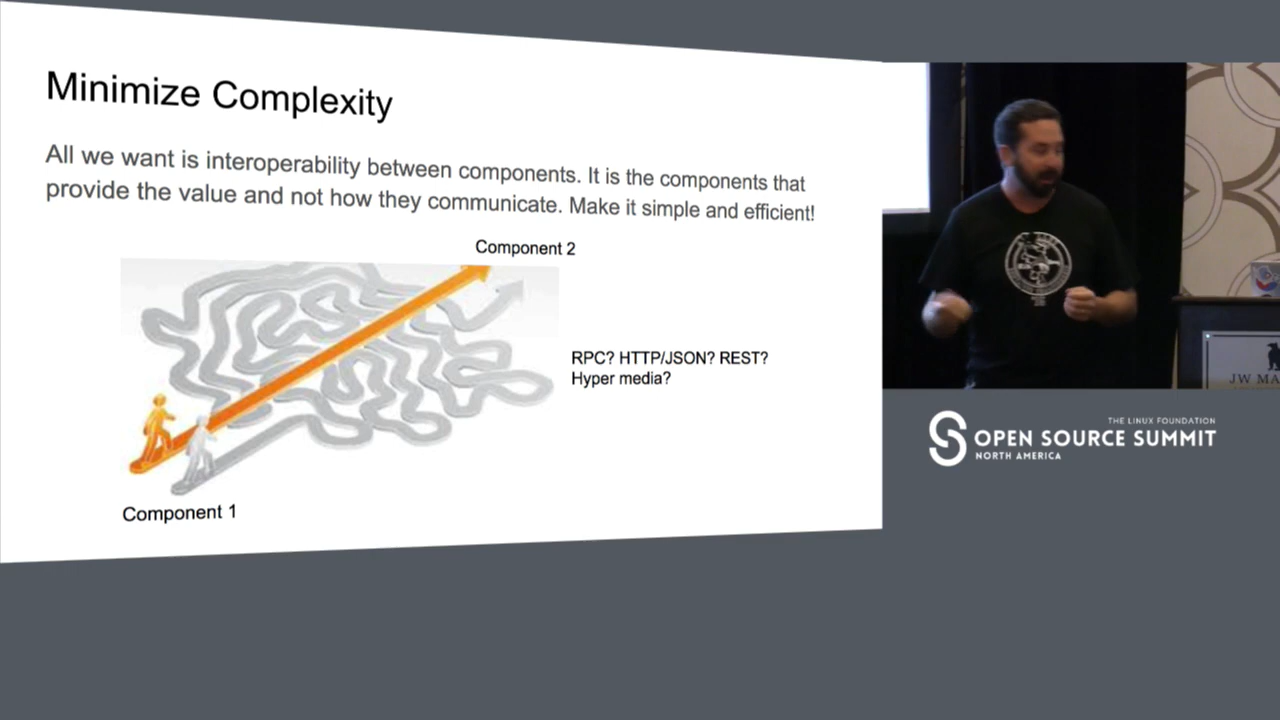 Minimize Complexity
All we want is interoperability between components. It is the components that
provide the value and not how they communicate. Make it simple and efficient!
Component 2
RPC? HTTP/JSON? REST?
Hyper media?
Component 1
JW MA
THE LINUX FOUNDATION
OPEN SOURCE SUMMIT
NORTH AMERICA